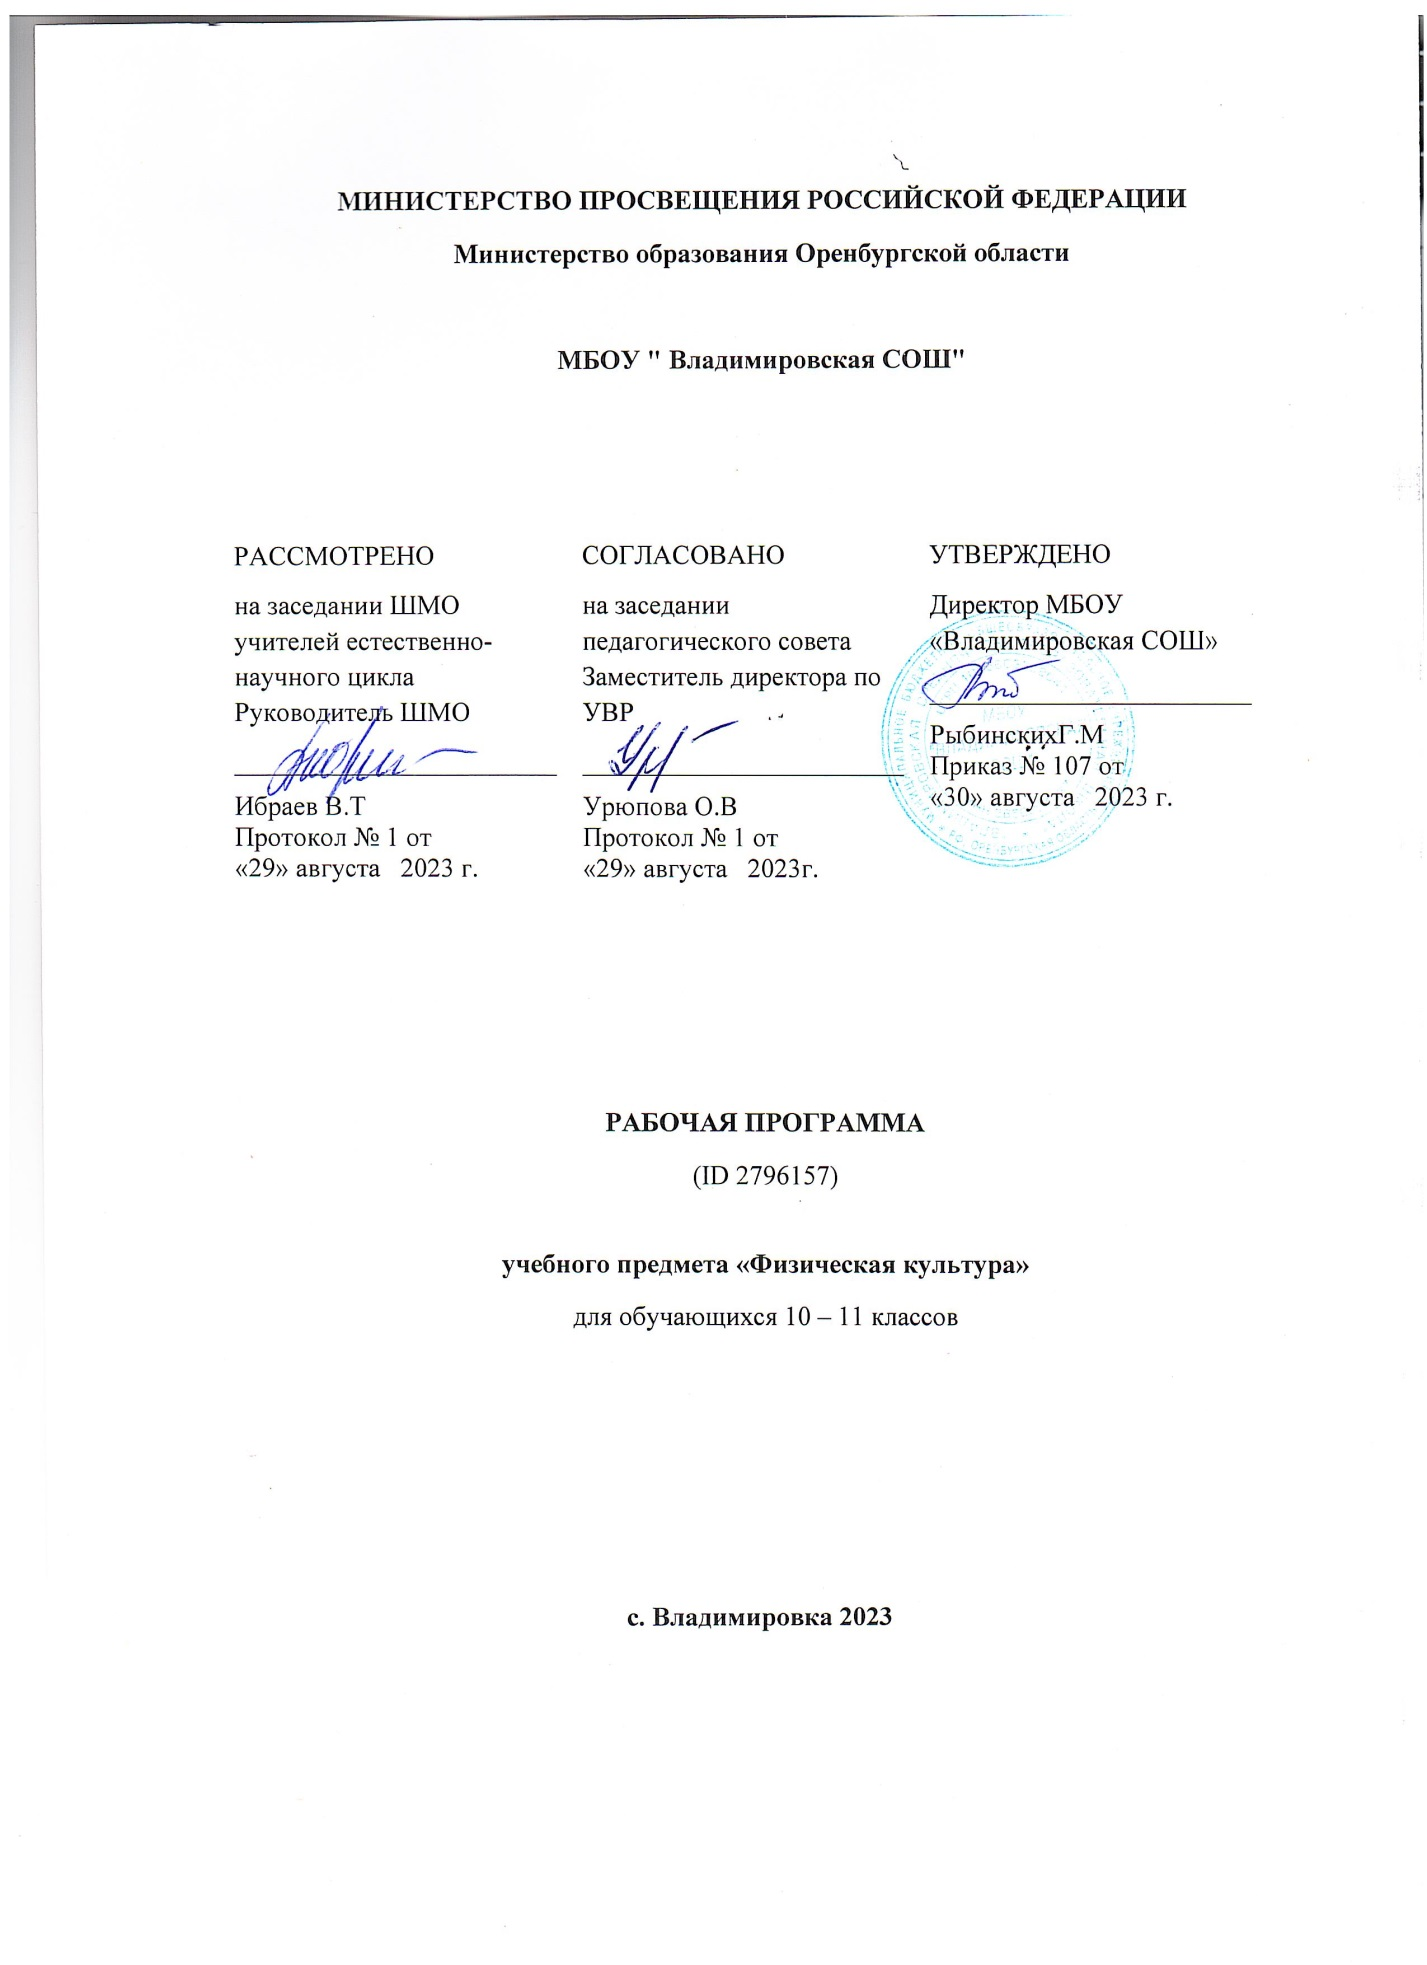 МИНИСТЕРСТВО ПРОСВЕЩЕНИЯ РОССИЙСКОЙ ФЕДЕРАЦИИ
Министерство образования Оренбургской области
МБОУ " Владимировская СОШ"
РАССМОТРЕНО
на заседании ШМО
учителей естественно-
научного цикла
Руководитель ШМО
Ибраев В.Т
Протокол № 1 от
«29» августа 2023 г.
СОГЛАСОВАНО
на заседании
педагогического совета
Заместитель директора по
УВР
Урюпова О.В
Протокол № 1 от
«29» августа 2023г.
УТВЕРЖДЕНО
Директор МБОУ
«Владимировская СОШ»
РыбинскихГ.М
Приказ № 107 от
«30» августа 2023 г.
РАБОЧАЯ ПРОГРАММА
(ID 2796157)
учебного предмета «Физическая культура»
для обучающихся 10 – 11 классов
с. Владимировка 2023